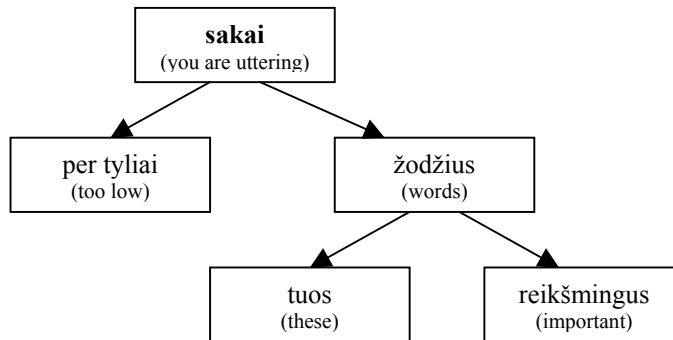 sakai
(you are uttering)
per tyliai
(too low)
žodžius
(words)
tuos
(these)
reikšmingus
(important)